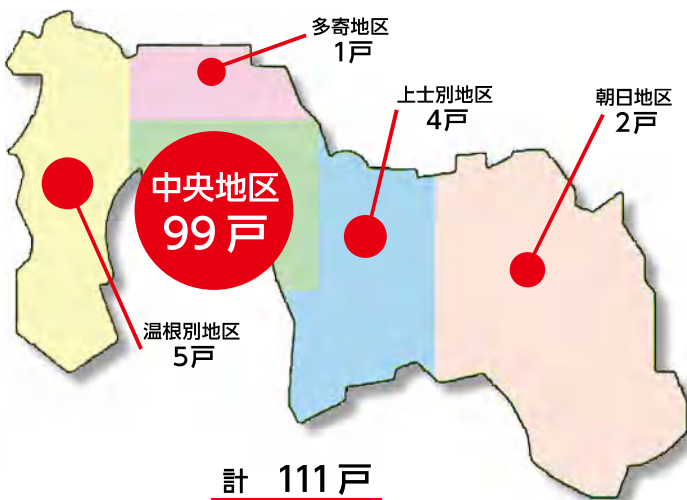 多寄地区
1戸
上士別地区
4戸
朝日地区
2戸
中央地区
99戸
温根別地区
5戸
計 111戸